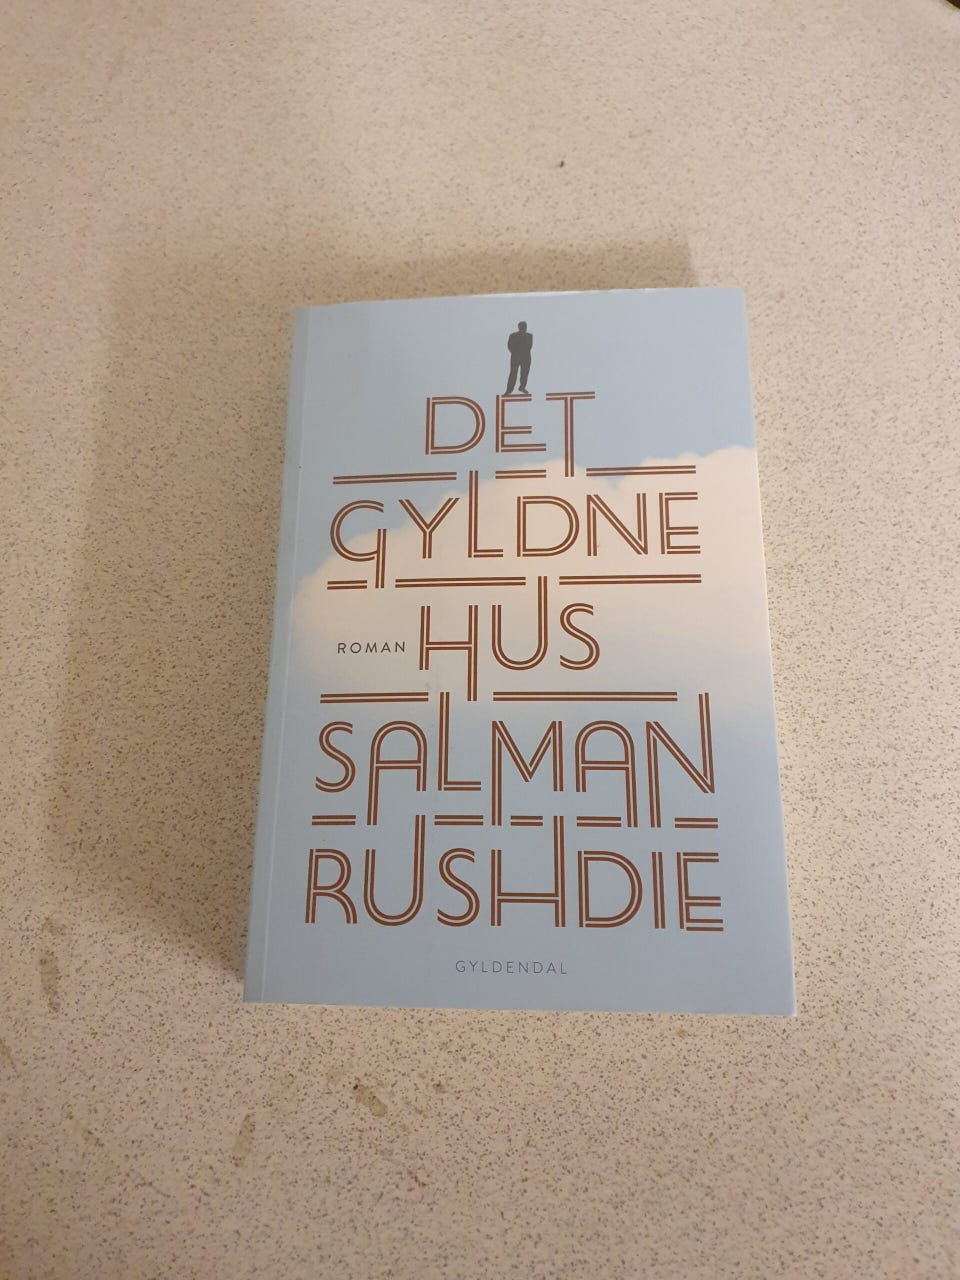 DET
GYLDNE
HUS
ROMAN
SALMAN
RUSHDIE
GYLDENDAL